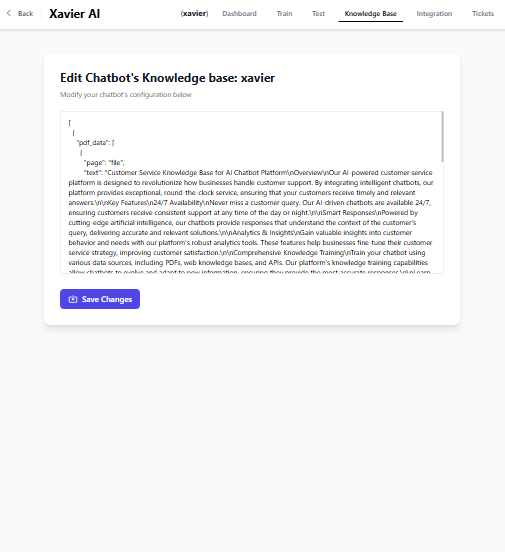 Back Xavier AI (xavier) Dashboard Train Test Knowledge Base Integration Tickets
Edit Chatbot's Knowledge base: xavier
Modify your chatbot's configuration below
[
{
"pdf_data": [
{
"page": "file",
"text": "Customer Service Knowledge Base for AI Chatbot Platform\nOverview\nOur AI-powered customer service
platform is designed to revolutionize how businesses handle customer support. By integrating intelligent chatbots, our
platform provides exceptional, round-the-clock service, ensuring that your customers receive timely and relevant
answers.\n\nKey Features\n24/7 Availability\nNever miss a customer query. Our AI-driven chatbots are available 24/7,
ensuring customers receive consistent support at any time of the day or night.\n\nSmart Responses\nPowered by
cutting-edge artificial intelligence, our chatbots provide responses that understand the context of the customer's
query, delivering accurate and relevant solutions.\n\nAnalytics & Insights\nGain valuable insights into customer
behavior and needs with our platform's robust analytics tools. These features help businesses fine-tune their customer
service strategy, improving customer satisfaction.\n\nComprehensive Knowledge Training\nTrain your chatbot using
various data sources, including PDFs, web knowledge bases, and APIs. Our platform's knowledge training capabilities
allow chatbots to evolve and adapt to new information, ensuring they provide the most accurate responses.\n\nLearn
Save Changes